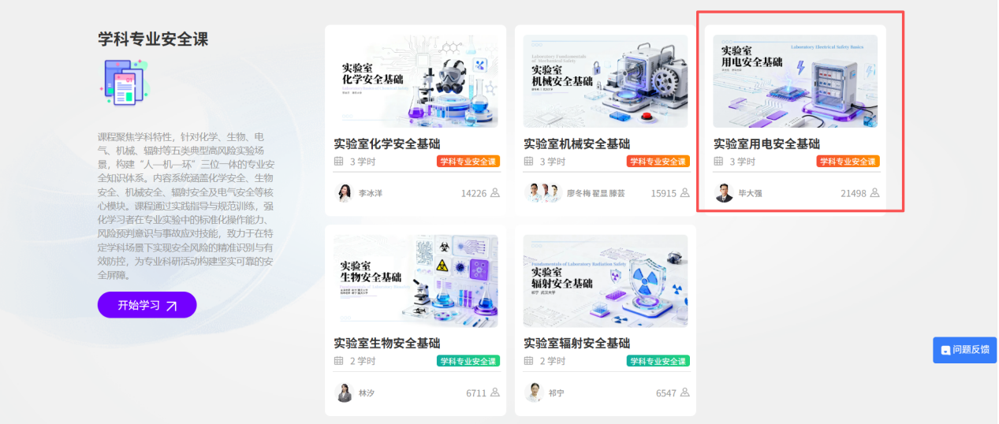 学科专业安全课
课程聚焦学科特性，针对化学、生物、电
气、机械、辐射等五类典型高风险实验场
景，构建“人—机—环”三位一体的专业安
全知识体系。内容系统涵盖化学安全、生物
安全、机械安全、辐射安全及电气安全等核
心模块。课程通过实践指导与规范训练，强
化学习者在专业实验中的标准化操作能力、
风险预判意识与事故应对技能，致力于在特
定学科场景下实现安全风险的精准识别与有
效防控，为专业科研活动构建坚实可靠的安
全屏障。
开始学习
实验室
化学安全基础
实验室化学安全基础
3 学时
学科专业安全课
李冰洋
14226
Laboratory Fundamentals
of Mechanical Safety
实验室
机械安全基础
实验室机械安全基础
3 学时
学科专业安全课
廖冬梅 翟显 滕芸
15915
Laboratory Electrical Safety Basics
实验室
用电安全基础
实验室用电安全基础
3 学时
学科专业安全课
毕大强
21498
实验室
生物安全基础
实验室生物安全基础
2 学时
学科专业安全课
林汐
6711
Fundamentals of Laboratory Radiation Safety
实验室
辐射安全基础
祁宁 武汉大学
实验室辐射安全基础
2 学时
学科专业安全课
祁宁
6547
问题反馈